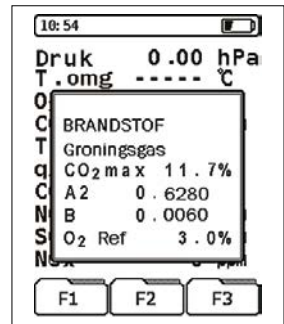 10:54
Druk 0.00 hPa
T.omg ----- °C
BRANDSTOF
Groningsgas
CO₂max 11.7%
A2 0.6280
B 0.0060
O₂ Ref 3.0%
F1 F2 F3